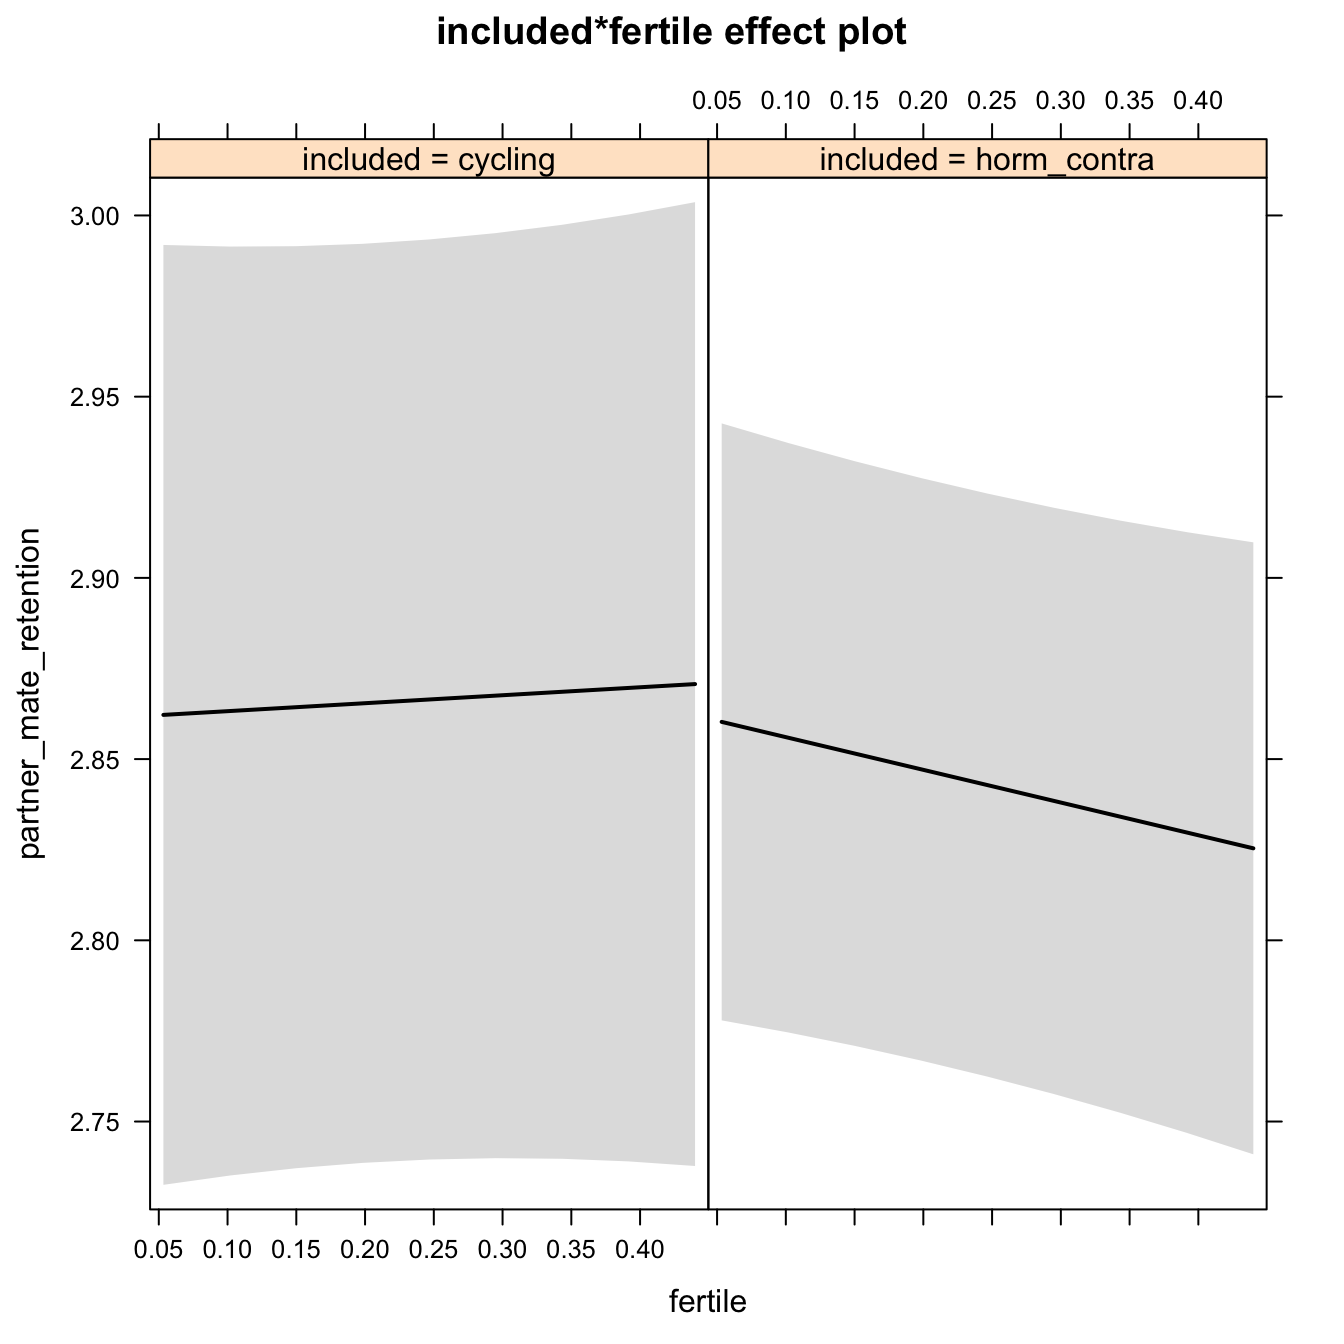 included*fertile effect plot
0.05 0.10 0.15 0.20 0.25 0.30 0.35 0.40
included = cycling
included = horm_contra
3.00
2.95
2.90
2.85
2.80
2.75
partner_mate_retention
0.05 0.10 0.15 0.20 0.25 0.30 0.35 0.40
fertile